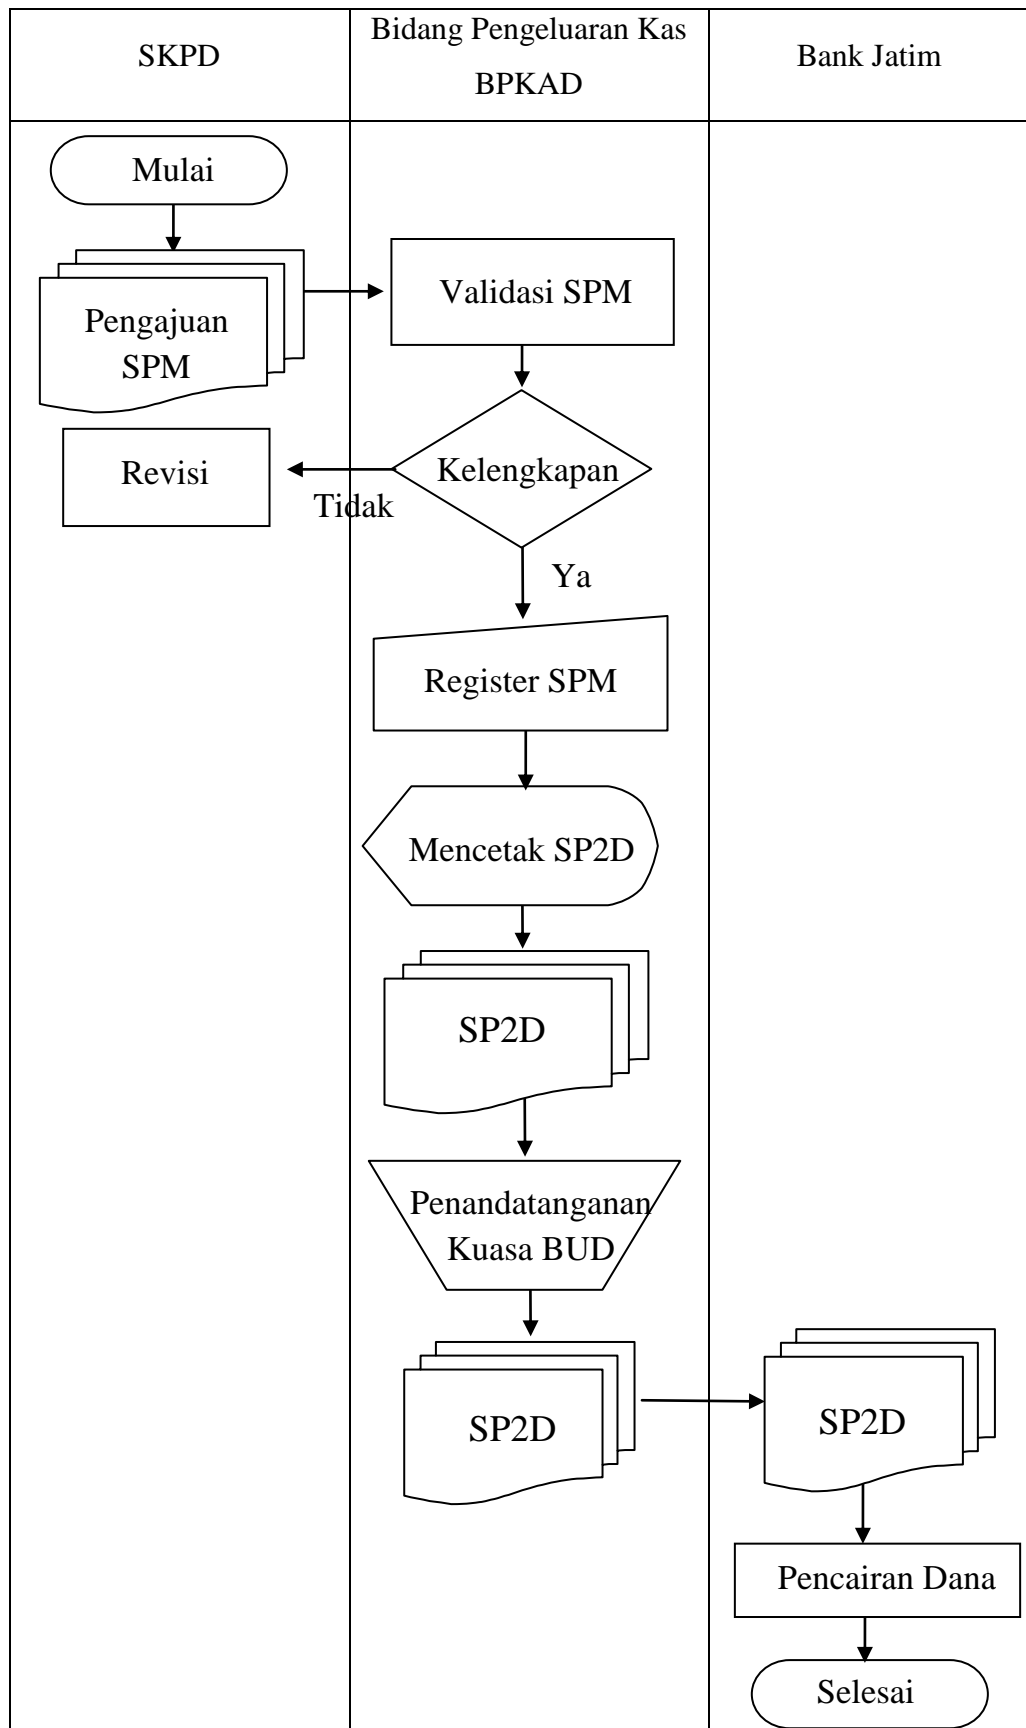 SKPD
Bidang Pengeluaran Kas
BPKAD
Bank Jatim
Mulai
Pengajuan
SPM
Validasi SPM
Revisi
Tidak
Kelengkapan
Ya
Register SPM
Mencetak SP2D
SP2D
Penandatanganan
Kuasa BUD
SP2D
SP2D
Pencairan Dana
Selesai